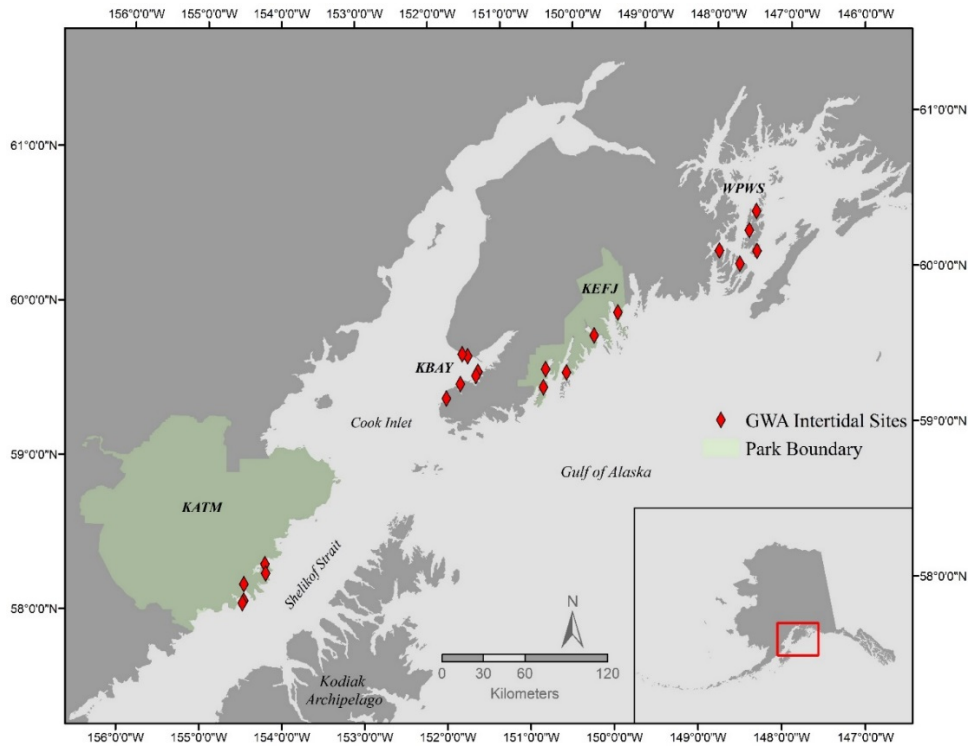 156°0'0"W 155°0'0"W 154°0'0"W 153°0'0"W 152°0'0"W 151°0'0"W 150°0'0"W 149°0'0"W 148°0'0"W 147°0'0"W 146°0'0"W
61°0'0"N
61°0'0"N
WPWS
60°0'0"N
60°0'0"N
KEFJ
KBAY
Cook Inlet
59°0'0"N
GWA Intertidal Sites
Park Boundary
59°0'0"N
Gulf of Alaska
KATM
Shelikof Strait
58°0'0"N
58°0'0"N
N
0 30 60 120
Kilometers
Kodiak
Archipelago
156°0'0"W 155°0'0"W 154°0'0"W 153°0'0"W 152°0'0"W 151°0'0"W 150°0'0"W 149°0'0"W 148°0'0"W 147°0'0"W